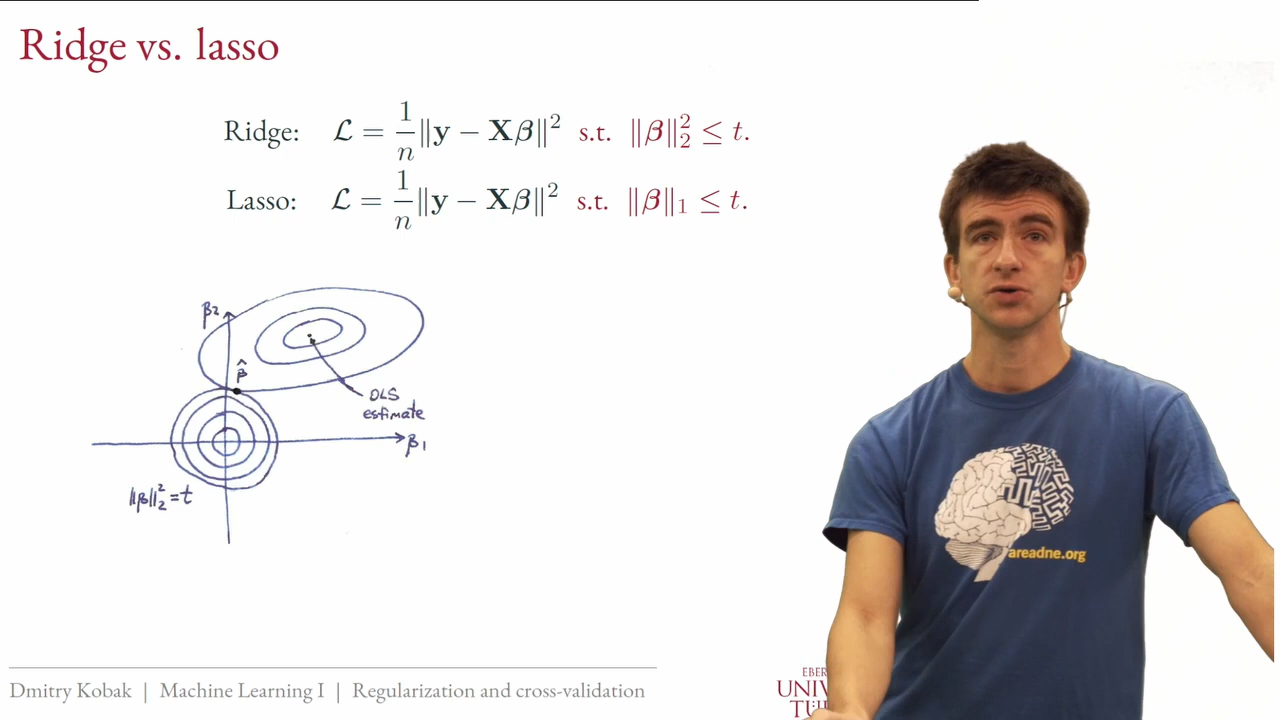 Ridge vs. lasso
Ridge: ℒ = 1/n ‖y − Xβ‖² s.t. ‖β‖₂² ≤ t.
Lasso: ℒ = 1/n ‖y − Xβ‖² s.t. ‖β‖₁ ≤ t.
β₂
β̂
OLS
estimate
β₁
‖β‖₂² = t
areadne.org
Dmitry Kobak | Machine Learning I | Regularization and cross-validation